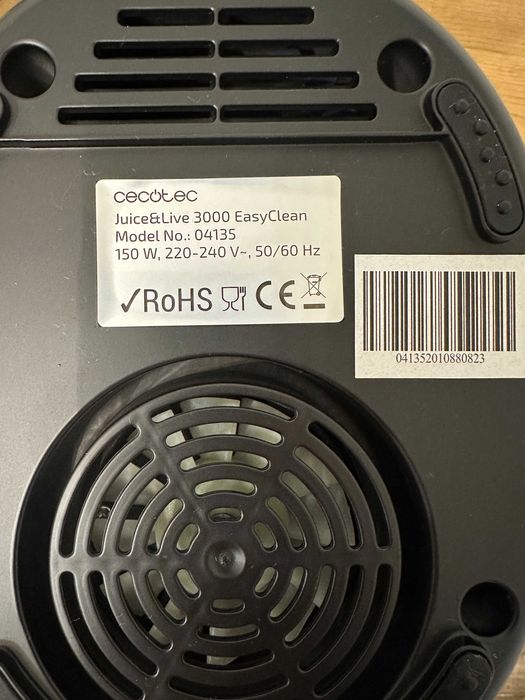 cecotec
Juice&Live 3000 EasyClean
Model No.: 04135
150 W, 220-240 V~, 50/60 Hz
✓RoHS CE
041352010880823